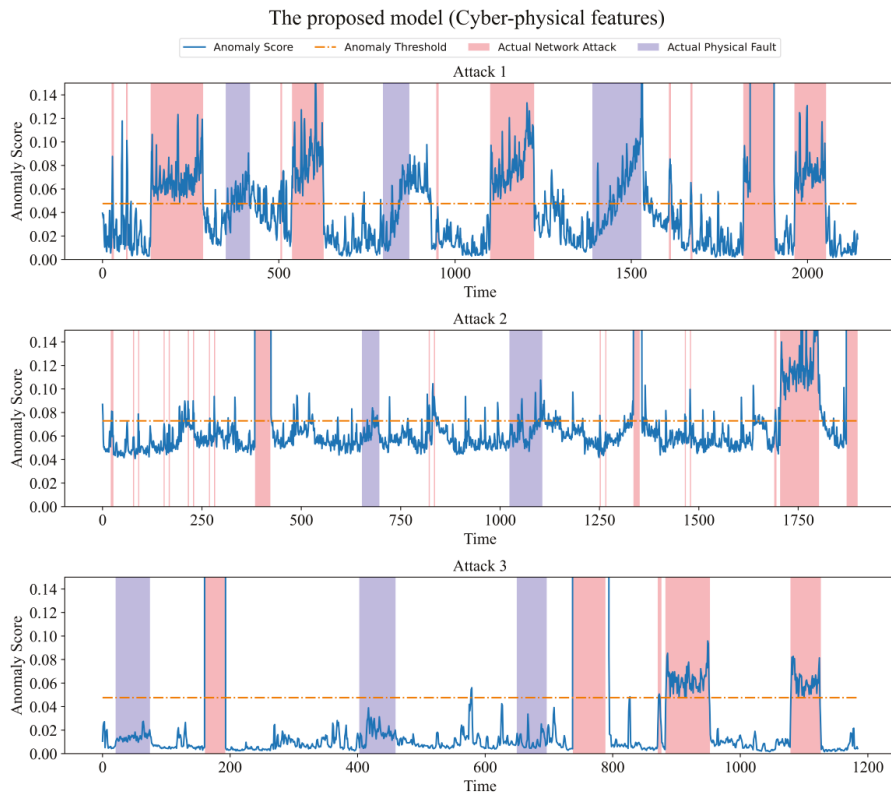 The proposed model (Cyber-physical features)
Anomaly Score Anomaly Threshold Actual Network Attack Actual Physical Fault
Attack 1
Anomaly Score
0.14
0.12
0.10
0.08
0.06
0.04
0.02
0.00
0 500 1000 1500 2000
Time
Attack 2
Anomaly Score
0.14
0.12
0.10
0.08
0.06
0.04
0.02
0.00
0 250 500 750 1000 1250 1500 1750
Time
Attack 3
Anomaly Score
0.14
0.12
0.10
0.08
0.06
0.04
0.02
0.00
0 200 400 600 800 1000 1200
Time